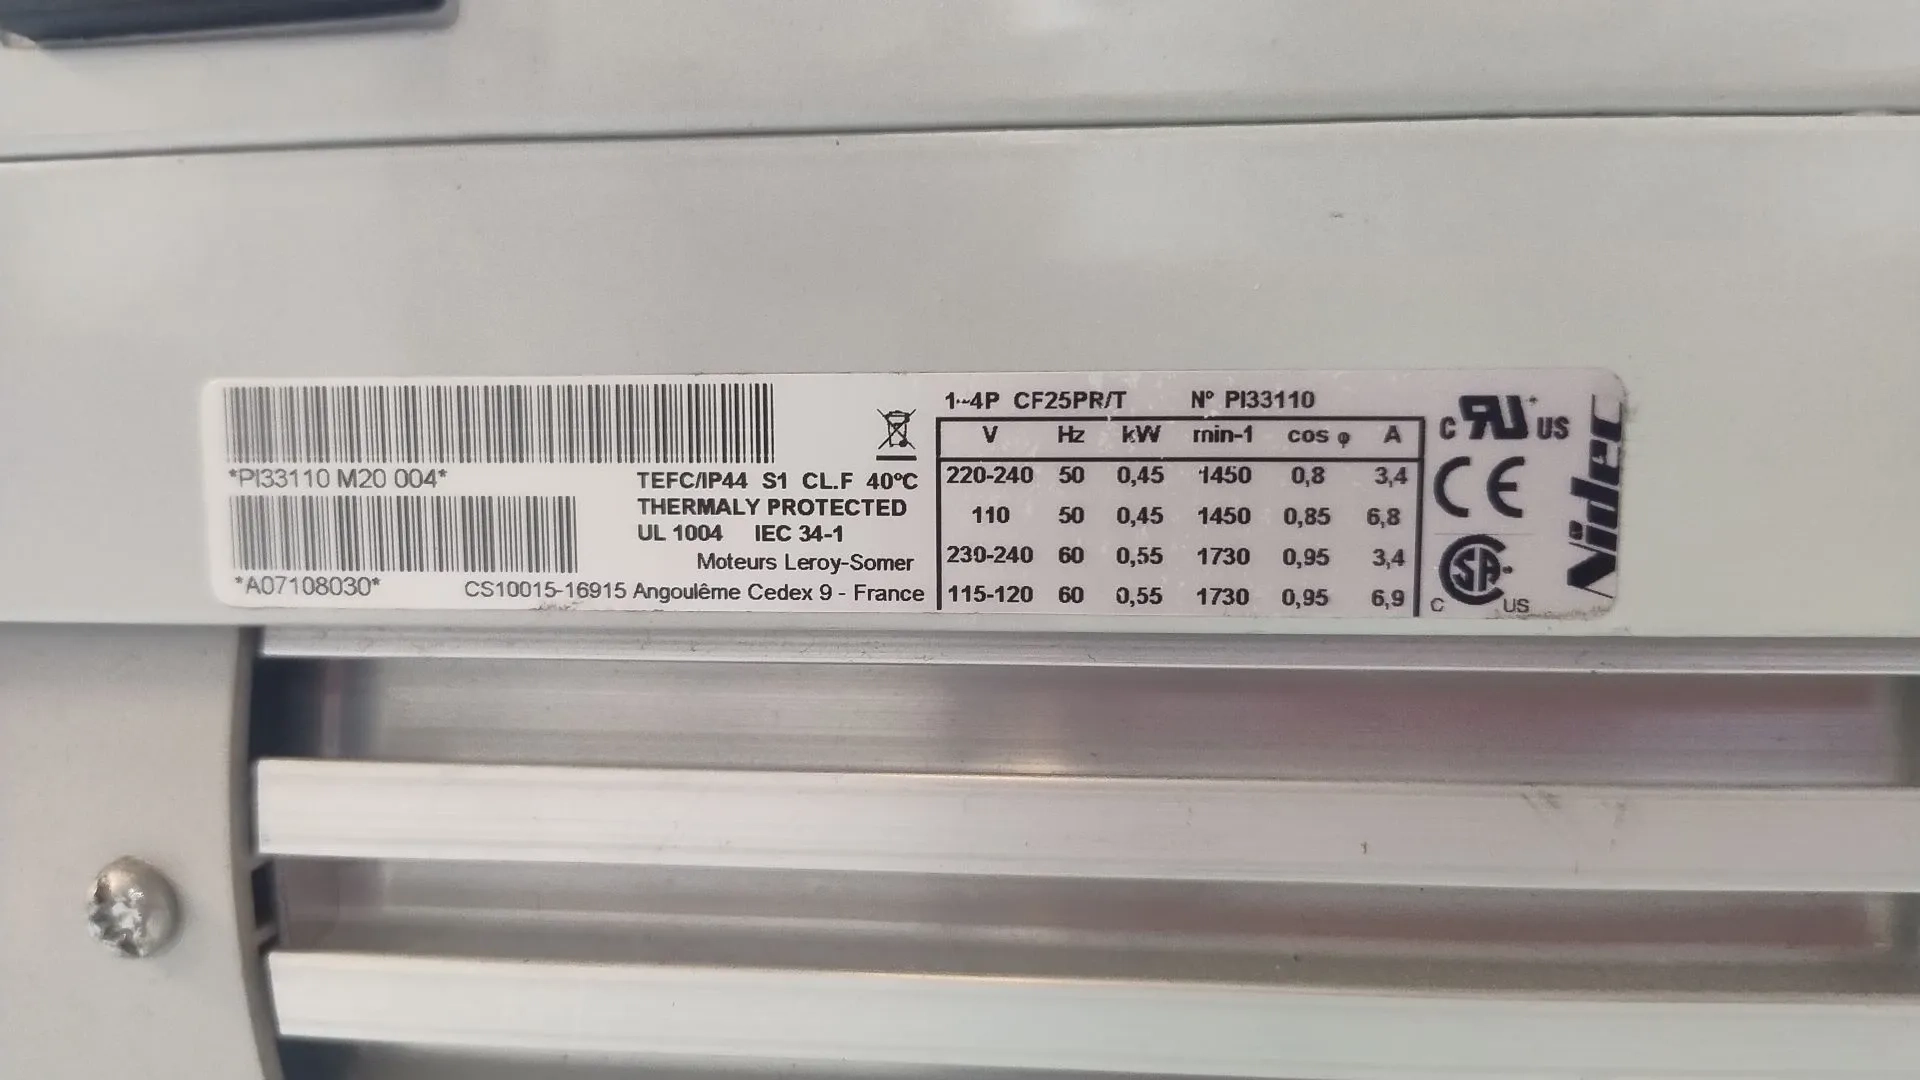 *PI33110 M20 004*
*A07108030*
TEFC/IP44 S1 CL.F 40°C
THERMALY PROTECTED
UL 1004 IEC 34-1
Moteurs Leroy-Somer
CS10015-16915 Angoulême Cedex 9 - France
1~4P CF25PR/T N° PI33110
V Hz kW min-1 cos φ A
220-240 50 0,45 1450 0,8 3,4
110 50 0,45 1450 0,85 6,8
230-240 60 0,55 1730 0,95 3,4
115-120 60 0,55 1730 0,95 6,9
c RU US
CE
C SA US
Nidec